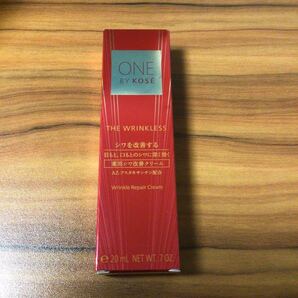 ONE
BY KOSÉ
THE WRINKLESS
シワを改善する
目もと、口もとのシワに深く効く
薬用シワ改善クリーム
AZ-アスタキサンチン配合
Wrinkle Repair Cream
℮ 20 mL NET WT. .7 OZ.